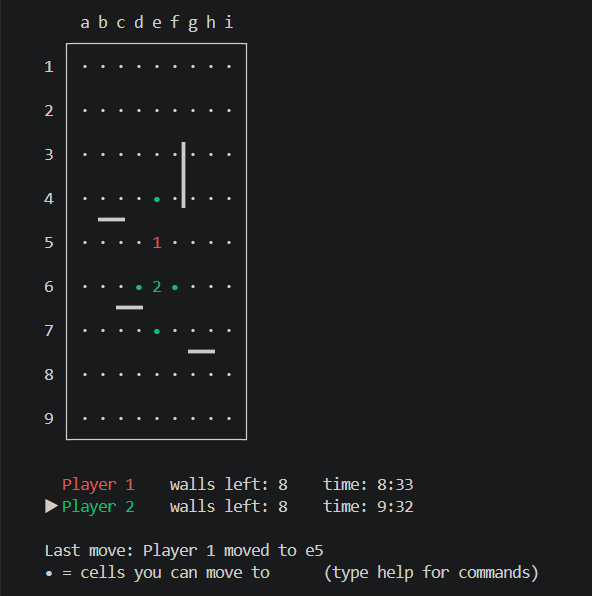 a b c d e f g h i
1 · · · · · · · · ·
2 · · · · · · · · ·
3 · · · · · · · · ·
4 · · · · • · · · ·
5 · · · · 1 · · · ·
6 · · · • 2 • · · ·
7 · · · · • · · · ·
8 · · · · · · · · ·
9 · · · · · · · · ·
Player 1 walls left: 8 time: 8:33
▶ Player 2 walls left: 8 time: 9:32
Last move: Player 1 moved to e5
• = cells you can move to (type help for commands)